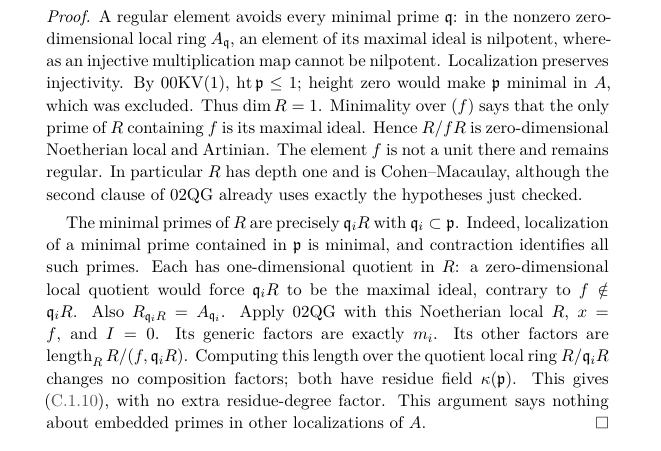 Proof. A regular element avoids every minimal prime 𝔮: in the nonzero zero-
dimensional local ring A_𝔮, an element of its maximal ideal is nilpotent, where-
as an injective multiplication map cannot be nilpotent. Localization preserves
injectivity. By 00KV(1), ht 𝔭 ≤ 1; height zero would make 𝔭 minimal in A,
which was excluded. Thus dim R = 1. Minimality over (f) says that the only
prime of R containing f is its maximal ideal. Hence R/fR is zero-dimensional
Noetherian local and Artinian. The element f is not a unit there and remains
regular. In particular R has depth one and is Cohen–Macaulay, although the
second clause of 02QG already uses exactly the hypotheses just checked.
The minimal primes of R are precisely 𝔮ᵢR with 𝔮ᵢ ⊂ 𝔭. Indeed, localization
of a minimal prime contained in 𝔭 is minimal, and contraction identifies all
such primes. Each has one-dimensional quotient in R: a zero-dimensional
local quotient would force 𝔮ᵢR to be the maximal ideal, contrary to f ∉
𝔮ᵢR. Also R_{𝔮ᵢR} = A_{𝔮ᵢ}. Apply 02QG with this Noetherian local R, x =
f, and I = 0. Its generic factors are exactly mᵢ. Its other factors are
length_R R/(f, 𝔮ᵢR). Computing this length over the quotient local ring R/𝔮ᵢR
changes no composition factors; both have residue field κ(𝔭). This gives
(C.1.10), with no extra residue-degree factor. This argument says nothing
about embedded primes in other localizations of A. □